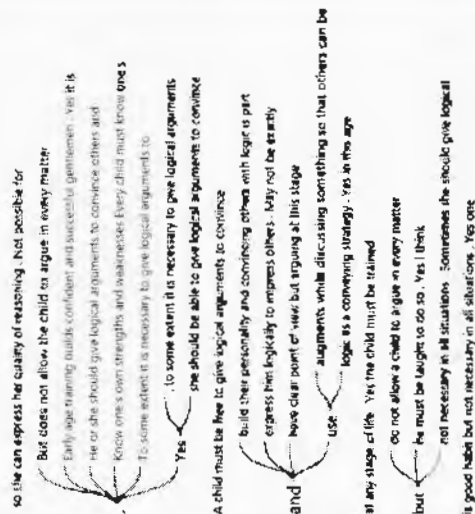 so she can express her quality of reasoning . Not possible for
But does not allow the child to argue in every matter
Early age training builds confident and successful gentlemen . Yes it is
He or she should give logical arguments to convince others and
Know one's own strengths and weaknesses Every child must know one's
To some extent it is necessary to give logical arguments to
,
Yes
, to some extent it is necessary to give logical arguments
she should be able to give logical arguments to convince
A child must be free to give logical arguments to convince
build their personality and convincing others with logic is part
express him logically to impress others . May not be exactly
have clear point of view but arguing at this stage
and
use
augments while discussing something so that others can be
logic as a conveying strategy . Yes in this age
at any stage of life . Yes the child must be trained
do not allow a child to argue in every matter
He must be taught to do so . Yes I think
but
not necessary in all situations . Sometimes she should give logical
is good habit but not necessary in all situations . Yes one